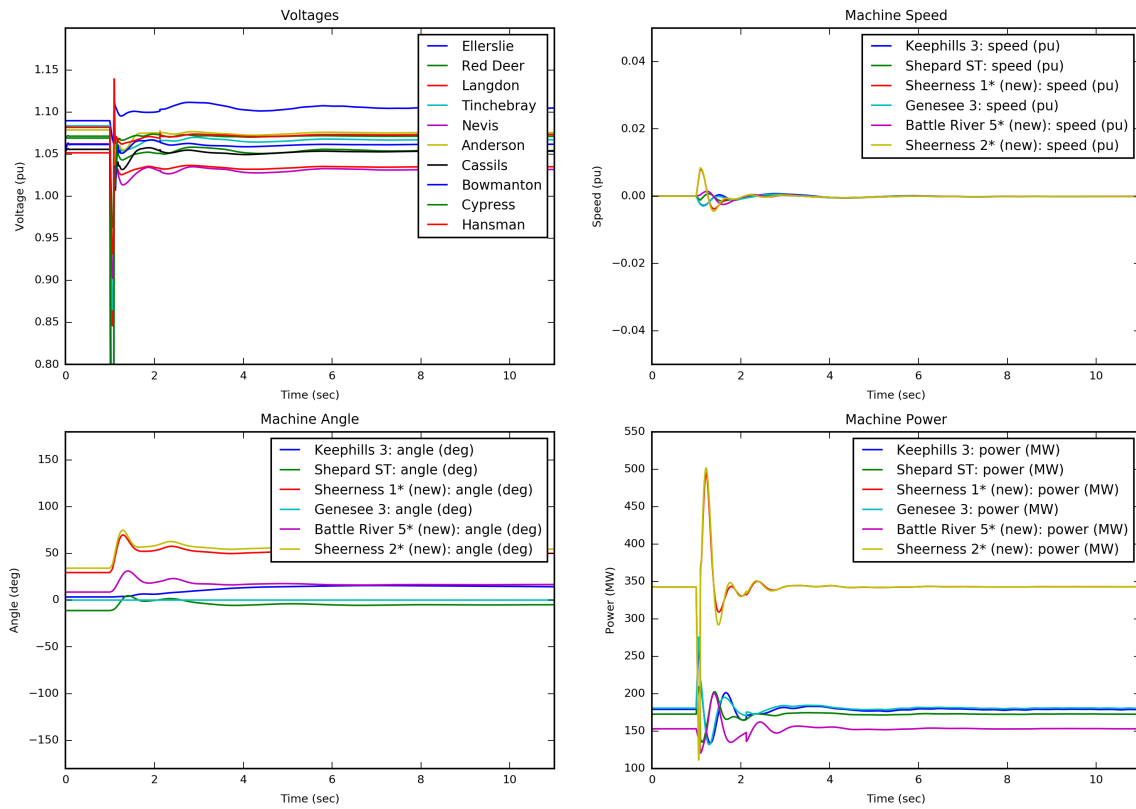 Voltages
Voltage (pu)
1.15
1.10
1.05
1.00
0.95
0.90
0.85
0.80
0
2
4
6
8
10
Time (sec)
Ellerslie
Red Deer
Langdon
Tinchebray
Nevis
Anderson
Cassils
Bowmanton
Cypress
Hansman
Machine Speed
Speed (pu)
0.04
0.02
0.00
−0.02
−0.04
0
2
4
6
8
10
Time (sec)
Keephills 3: speed (pu)
Shepard ST: speed (pu)
Sheerness 1* (new): speed (pu)
Genesee 3: speed (pu)
Battle River 5* (new): speed (pu)
Sheerness 2* (new): speed (pu)
Machine Angle
Angle (deg)
150
100
50
0
−50
−100
−150
0
2
4
6
8
10
Time (sec)
Keephills 3: angle (deg)
Shepard ST: angle (deg)
Sheerness 1* (new): angle (deg)
Genesee 3: angle (deg)
Battle River 5* (new): angle (deg)
Sheerness 2* (new): angle (deg)
Machine Power
Power (MW)
550
500
450
400
350
300
250
200
150
100
0
2
4
6
8
10
Time (sec)
Keephills 3: power (MW)
Shepard ST: power (MW)
Sheerness 1* (new): power (MW)
Genesee 3: power (MW)
Battle River 5* (new): power (MW)
Sheerness 2* (new): power (MW)